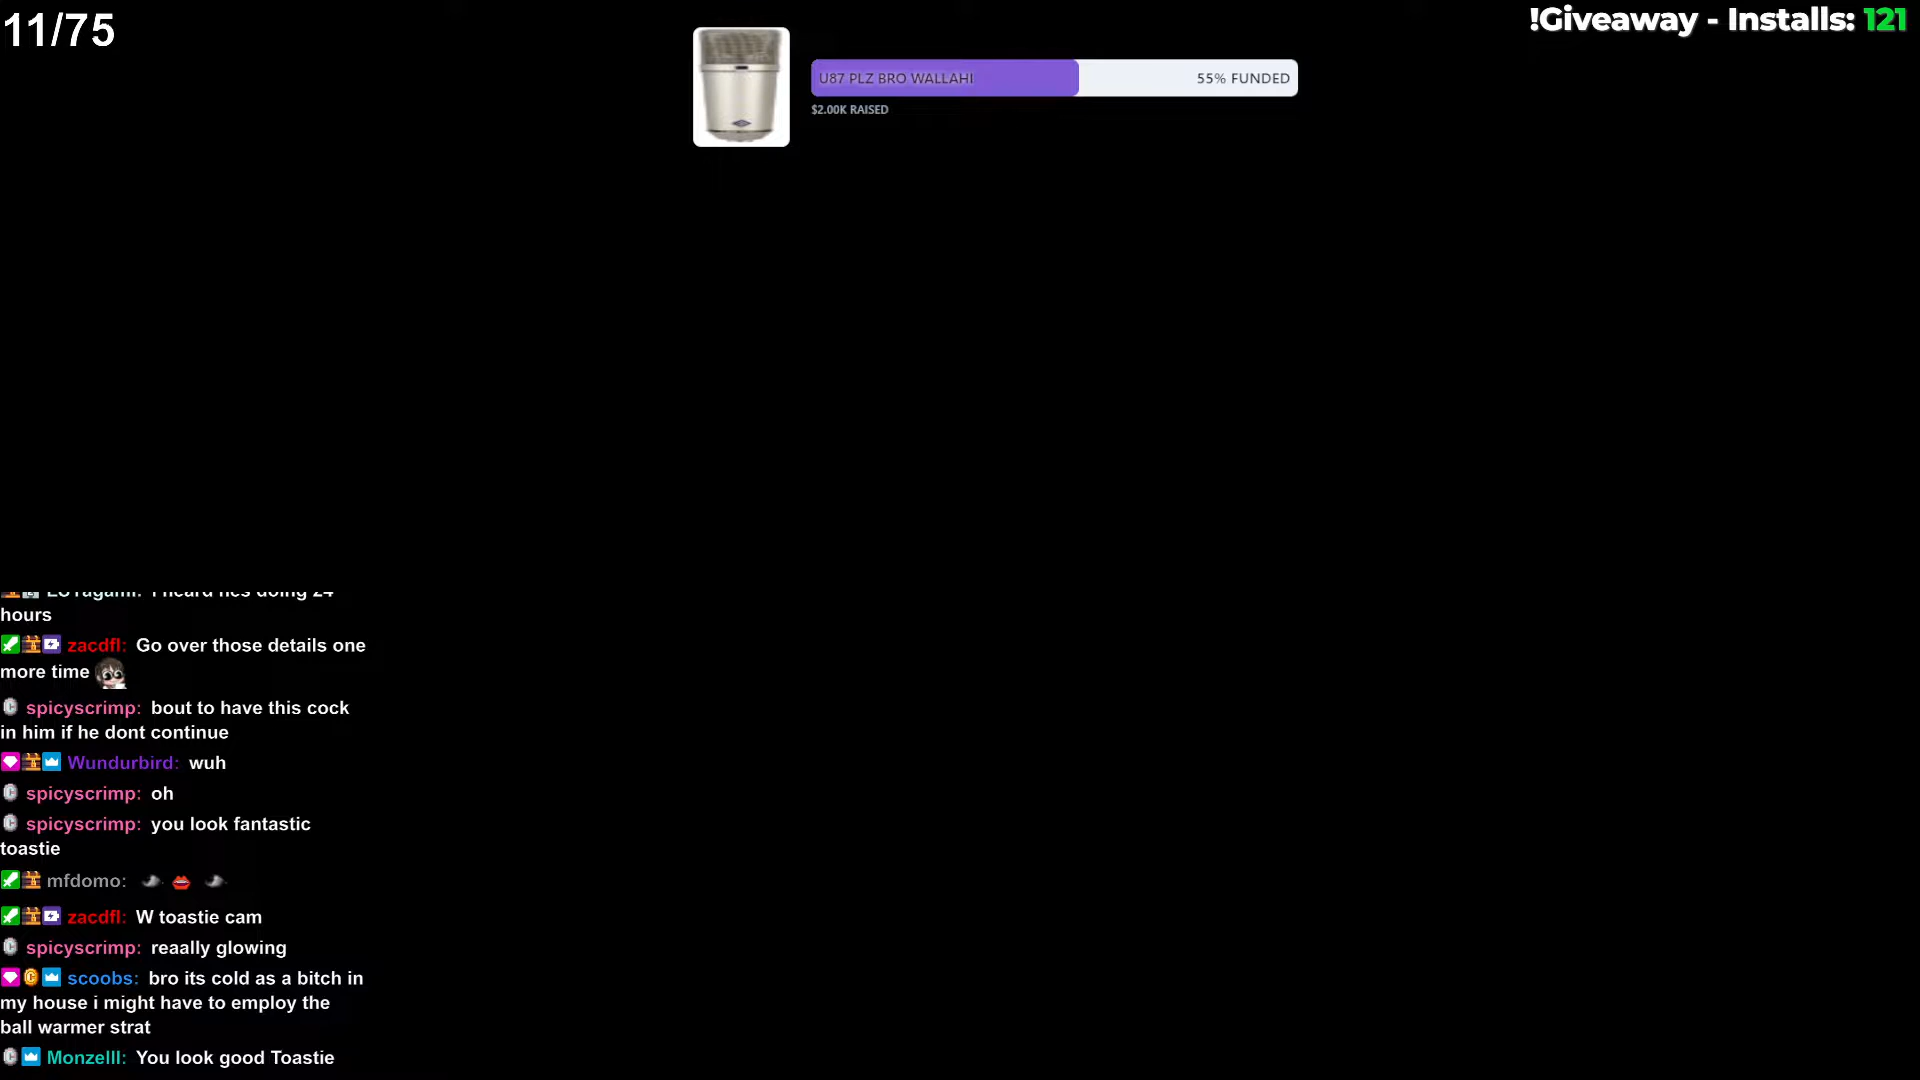 11/75
!Giveaway - Installs: 121
U87 PLZ BRO WALLAHI
55% FUNDED
$2.00K RAISED
hours
zacdfl: Go over those details one
more time
spicyscrimp: bout to have this cock
in him if he dont continue
Wundurbird: wuh
spicyscrimp: oh
spicyscrimp: you look fantastic
toastie
mfdomo:
zacdfl: W toastie cam
spicyscrimp: reaally glowing
scoobs: bro its cold as a bitch in
my house i might have to employ the
ball warmer strat
Monzelll: You look good Toastie